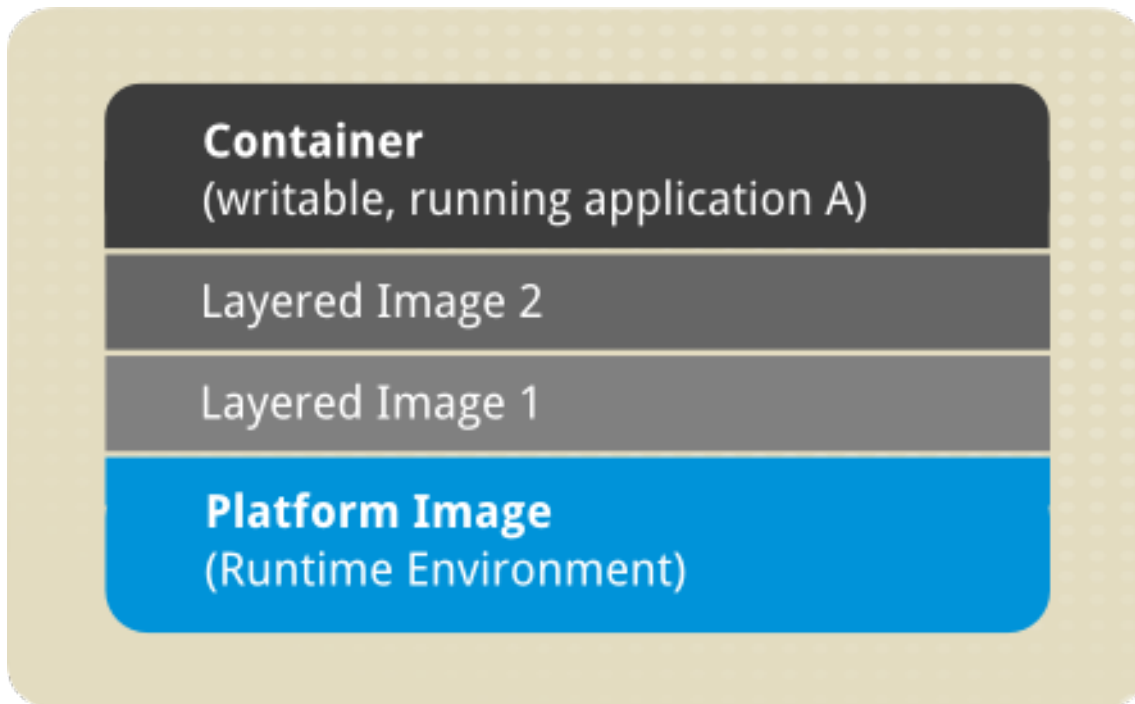 Container
(writable, running application A)
Layered Image 2
Layered Image 1
Platform Image
(Runtime Environment)